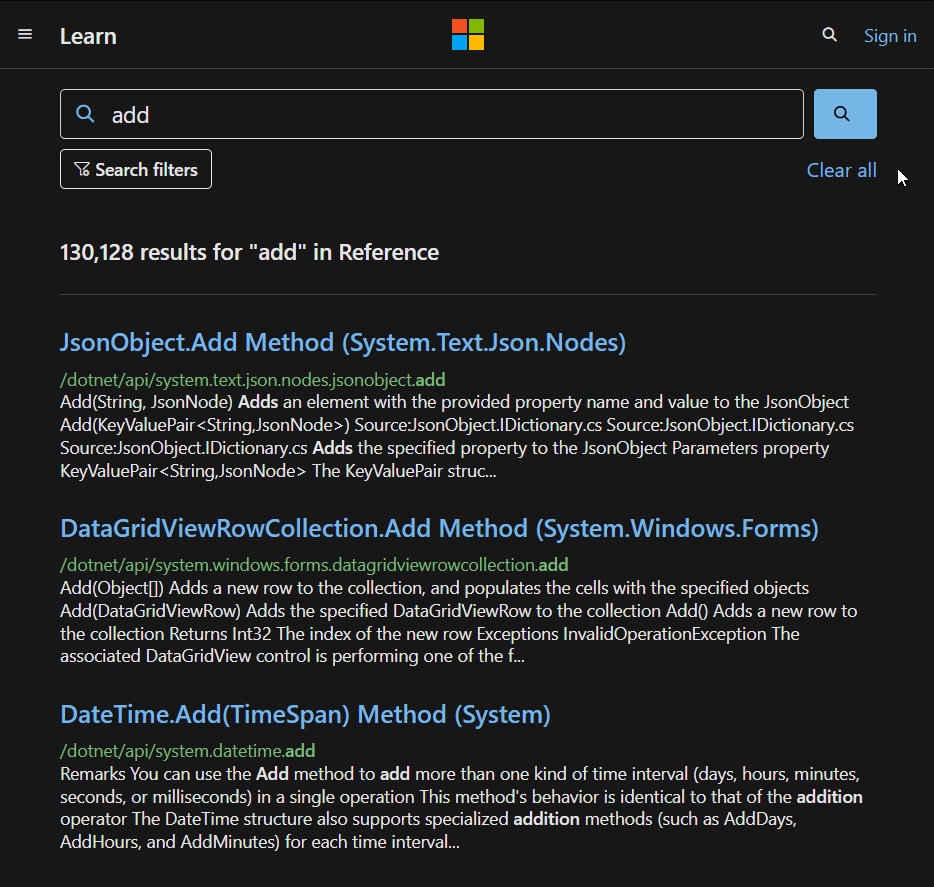 Learn
Sign in
add
Search filters
Clear all
130,128 results for "add" in Reference
JsonObject.Add Method (System.Text.Json.Nodes)
/dotnet/api/system.text.json.nodes.jsonobject.add
Add(String, JsonNode) Adds an element with the provided property name and value to the JsonObject
Add(KeyValuePair<String,JsonNode>) Source:JsonObject.IDictionary.cs Source:JsonObject.IDictionary.cs
Source:JsonObject.IDictionary.cs Adds the specified property to the JsonObject Parameters property
KeyValuePair<String,JsonNode> The KeyValuePair struc...
DataGridViewRowCollection.Add Method (System.Windows.Forms)
/dotnet/api/system.windows.forms.datagridviewrowcollection.add
Add(Object[]) Adds a new row to the collection, and populates the cells with the specified objects
Add(DataGridViewRow) Adds the specified DataGridViewRow to the collection Add() Adds a new row to
the collection Returns Int32 The index of the new row Exceptions InvalidOperationException The
associated DataGridView control is performing one of the f...
DateTime.Add(TimeSpan) Method (System)
/dotnet/api/system.datetime.add
Remarks You can use the Add method to add more than one kind of time interval (days, hours, minutes,
seconds, or milliseconds) in a single operation This method's behavior is identical to that of the addition
operator The DateTime structure also supports specialized addition methods (such as AddDays,
AddHours, and AddMinutes) for each time interval...